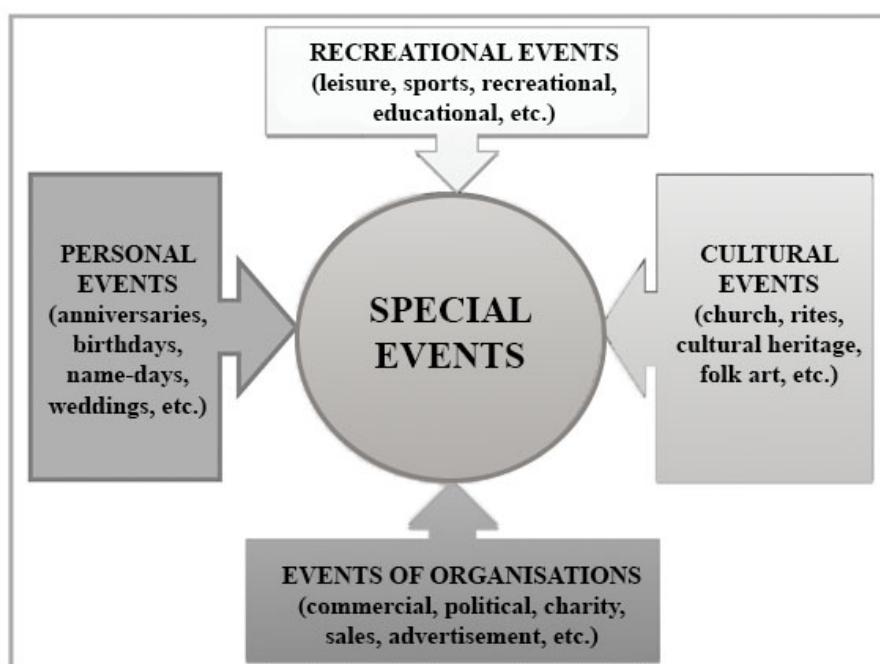 RECREATIONAL EVENTS
(leisure, sports, recreational,
educational, etc.)
PERSONAL
EVENTS
(anniversaries,
birthdays,
name-days,
weddings, etc.)
SPECIAL
EVENTS
CULTURAL
EVENTS
(church, rites,
cultural heritage,
folk art, etc.)
EVENTS OF ORGANISATIONS
(commercial, political, charity,
sales, advertisement, etc.)